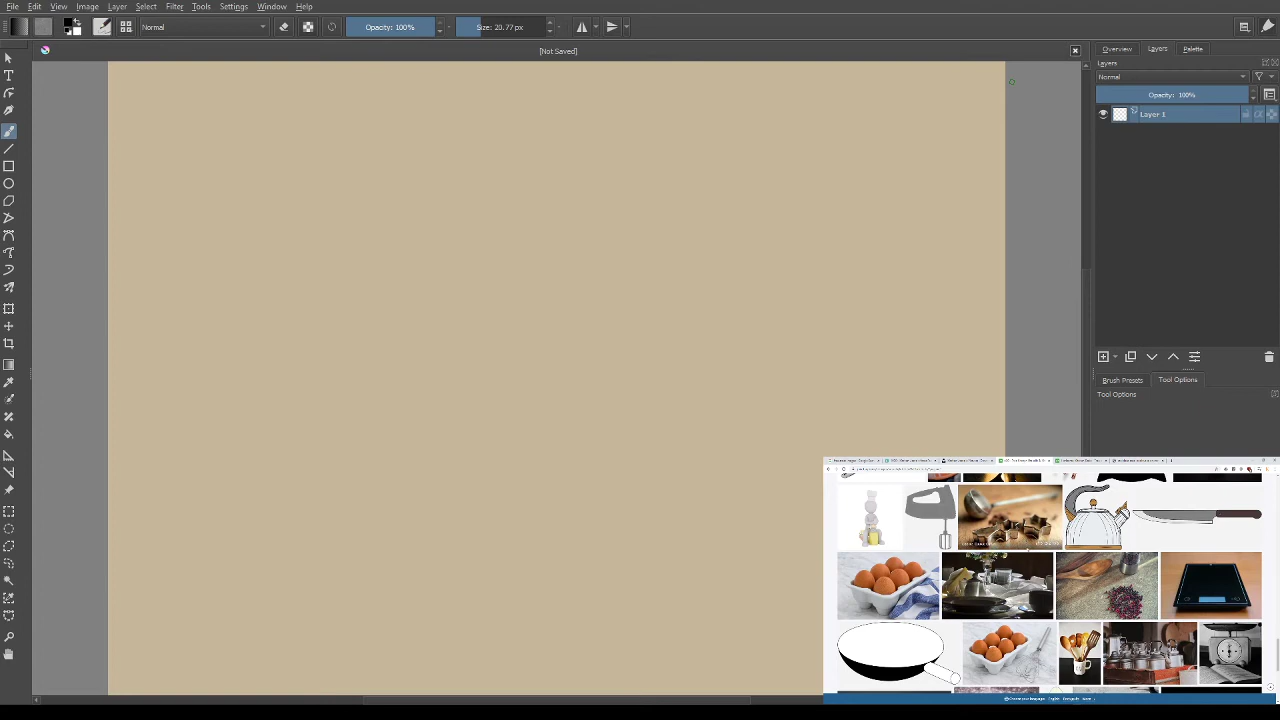 File Edit View Image Layer Select Filter Tools Settings Window Help
Normal Opacity: 100% Size: 20.77 px
[Not Saved]
Overview Layers Palette
Layers
Normal
Opacity: 100%
Layer 1
Brush Presets Tool Options
Tool Options